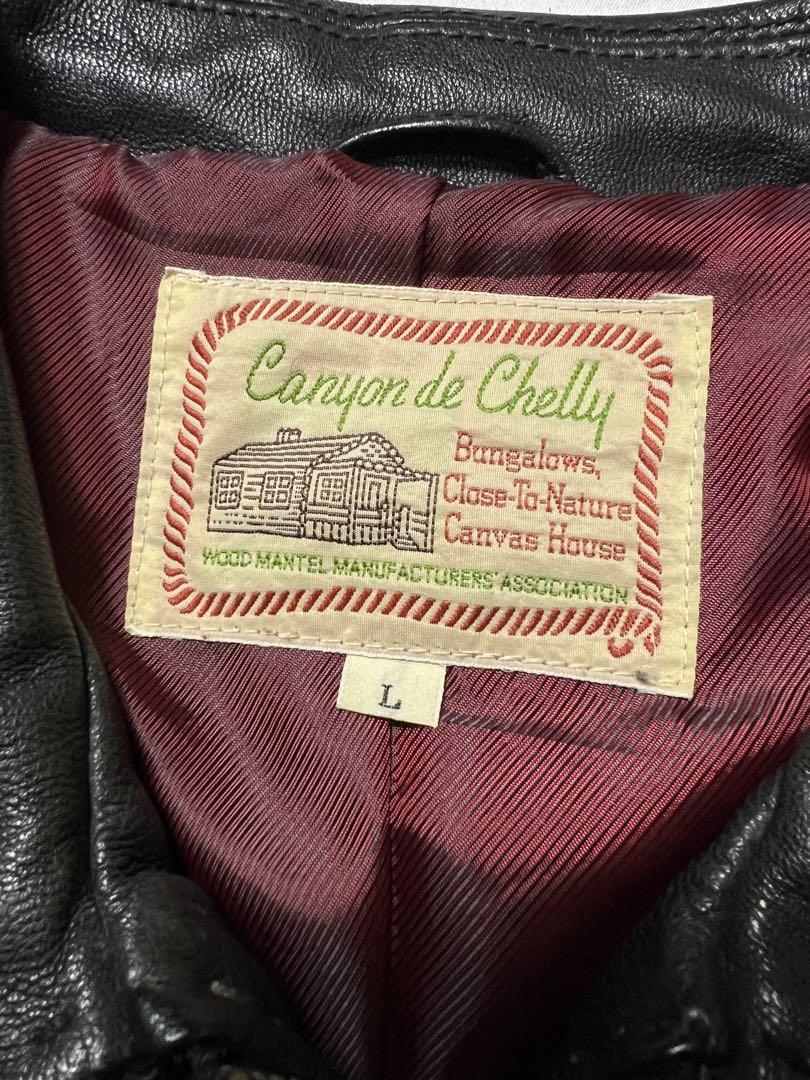 Canyon de Chelly
Bungalows,
Close-To-Nature
Canvas House
WOOD MANTEL MANUFACTURERS' ASSOCIATION
L